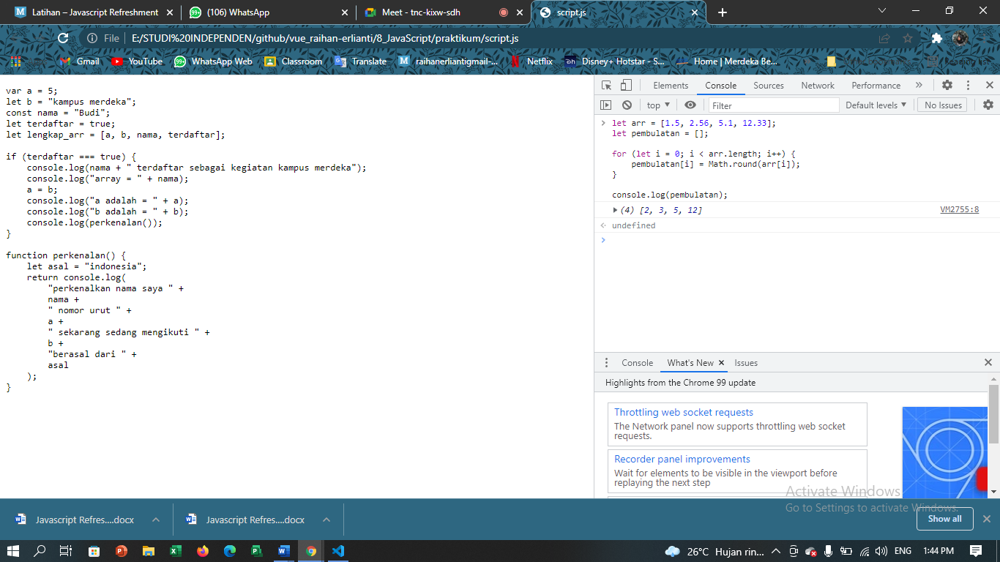 Latihan – Javascript Refreshment
(106) WhatsApp
Meet - tnc-kixw-sdh
script.js
File
E:/STUDI%20INDEPENDEN/github/vue_raihan-erlianti/8_JavaScript/praktikum/script.js
Gmail
YouTube
WhatsApp Web
Classroom
Translate
raihanerliantigmail-...
Netflix
Disney+ Hotstar - S...
Home | Merdeka Be...
var a = 5;
let b = "kampus merdeka";
const nama = "Budi";
let terdaftar = true;
let lengkap_arr = [a, b, nama, terdaftar];
if (terdaftar === true) {
    console.log(nama + " terdaftar sebagai kegiatan kampus merdeka");
    console.log("array = " + nama);
    a = b;
    console.log("a adalah = " + a);
    console.log("b adalah = " + b);
    console.log(perkenalan());
}
function perkenalan() {
    let asal = "indonesia";
    return console.log(
        "perkenalkan nama saya " +
        nama +
        " nomor urut " +
        a +
        " sekarang sedang mengikuti " +
        b +
        "berasal dari " +
        asal
    );
}
Elements
Console
Sources
Network
Performance
top
Filter
Default levels
No Issues
let arr = [1.5, 2.56, 5.1, 12.33];
let pembulatan = [];
for (let i = 0; i < arr.length; i++) {
    pembulatan[i] = Math.round(arr[i]);
}
console.log(pembulatan);
(4) [2, 3, 5, 12]
VM2755:8
undefined
Console
What's New
Issues
Highlights from the Chrome 99 update
Throttling web socket requests
The Network panel now supports throttling web socket
requests.
Recorder panel improvements
Wait for elements to be visible in the viewport before
replaying the next step
Activate Windows
Go to Settings to activate Windows.
Javascript Refres....docx
Javascript Refres....docx
Show all
26°C Hujan rin...
ENG
1:44 PM